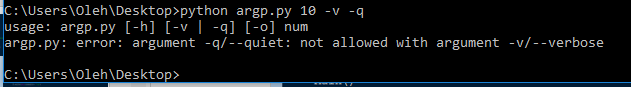 C:\Users\Oleh\Desktop>python argp.py 10 -v -q
usage: argp.py [-h] [-v | -q] [-o] num
argp.py: error: argument -q/--quiet: not allowed with argument -v/--verbose
C:\Users\Oleh\Desktop>